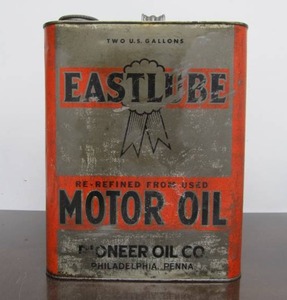 TWO U.S. GALLONS
EASTLUBE
RE-REFINED FROM USED
MOTOR OIL
PIONEER OIL CO
PHILADELPHIA, PENNA